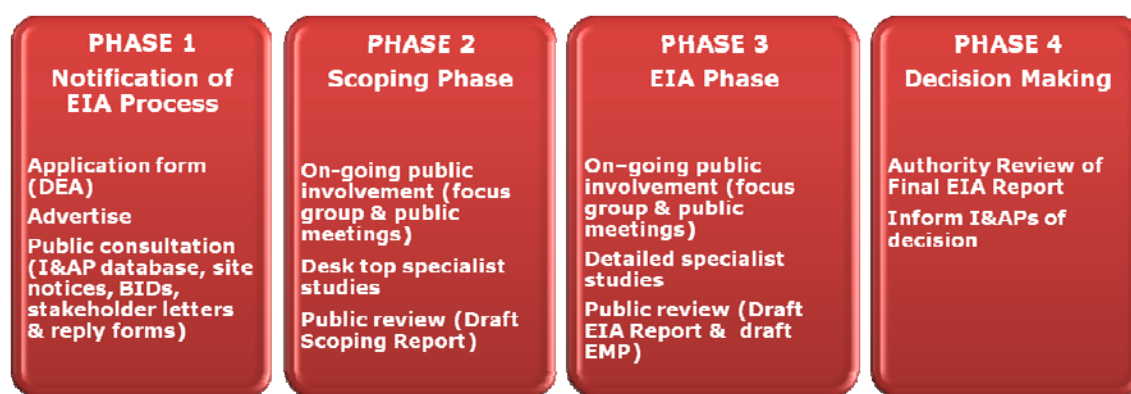 PHASE 1
Notification of
EIA Process
Application form
(DEA)
Advertise
Public consultation
(I&AP database, site
notices, BIDs,
stakeholder letters
& reply forms)
PHASE 2
Scoping Phase
On-going public
involvement (focus
group & public
meetings)
Desk top specialist
studies
Public review (Draft
Scoping Report)
PHASE 3
EIA Phase
On–going public
involvement (focus
group & public
meetings)
Detailed specialist
studies
Public review (Draft
EIA Report & draft
EMP)
PHASE 4
Decision Making
Authority Review of
Final EIA Report
Inform I&APs of
decision